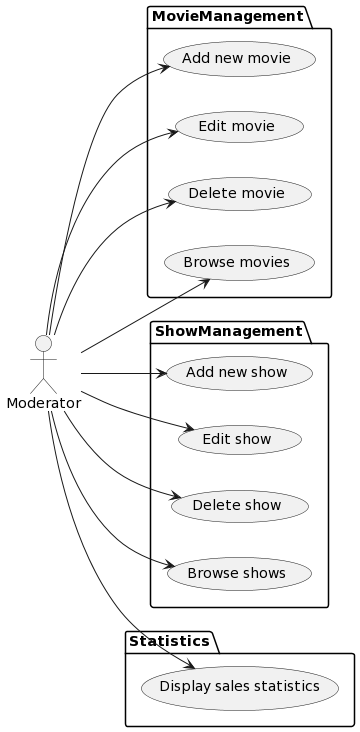 MovieManagement
Add new movie
Edit movie
Delete movie
Browse movies
ShowManagement
Add new show
Moderator
Edit show
Delete show
Browse shows
Statistics
Display sales statistics